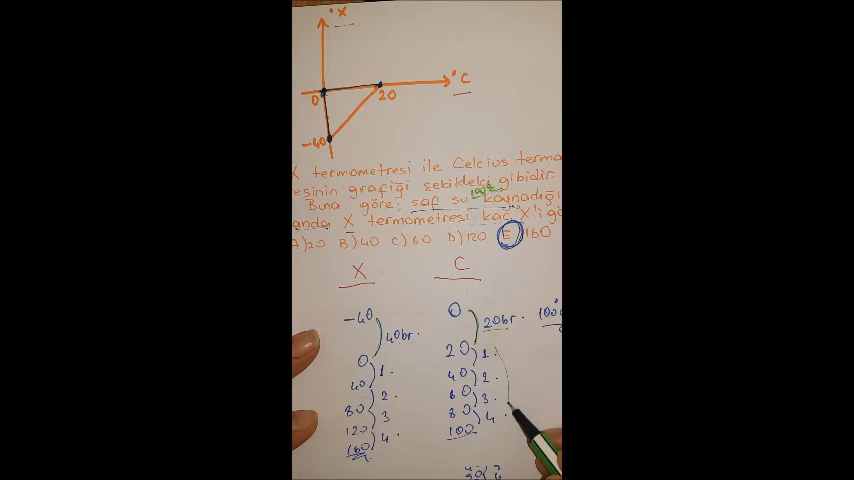 °X
°C
0
20
-40
X termometresi ile Celcius termo
esinin grafiği şekildeki gibidir.
100°C
Buna göre; saf su kaynadığı
anda X termometresi kaç °X'i gö
A)20 B)40 C)60 D)120 E)160
X C
-40 0
40br. 20br. 100°
0 20 1.
40 1. 40 2.
80 2. 60 3.
120 3 80 4.
160 4. 100